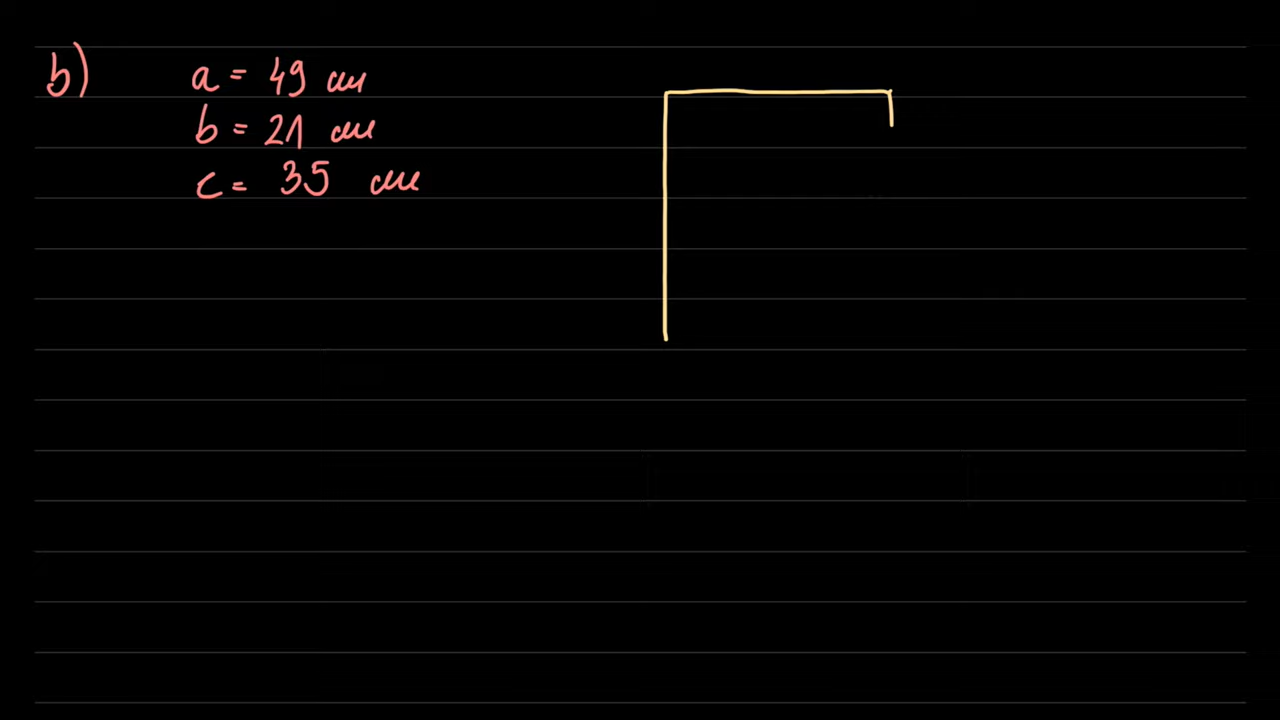 b) a = 49 cm
b = 21 cm
c = 35 cm